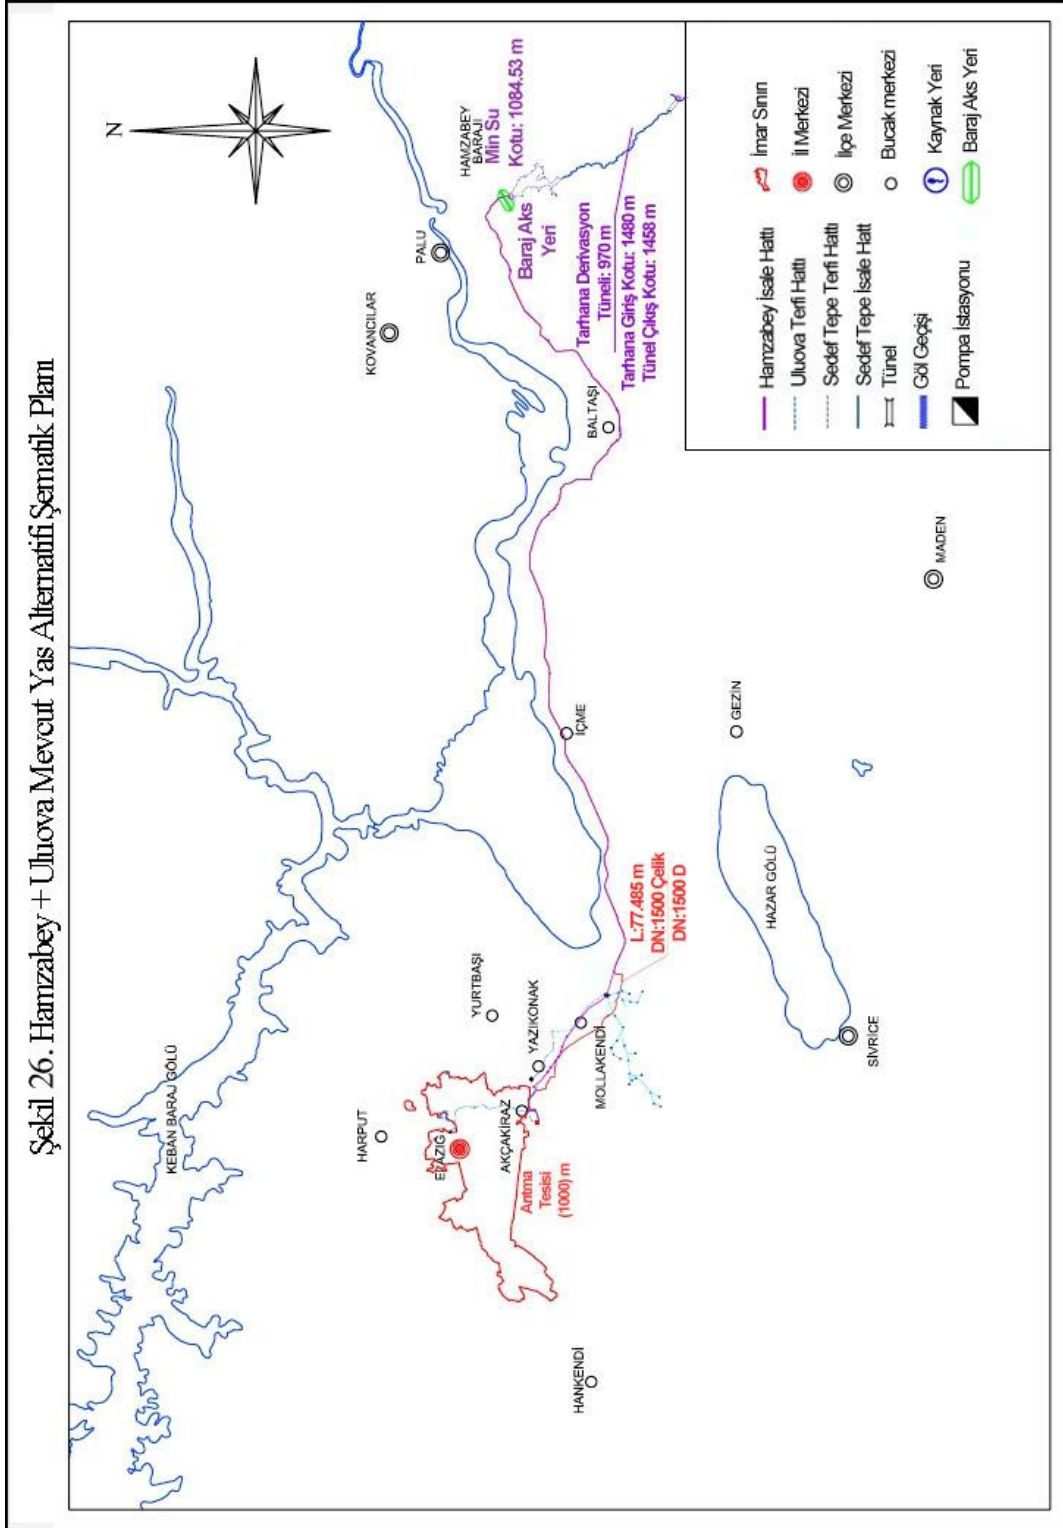 Şekil 26. Hamzabey + Uluova Mevcut Yas Alternatifi Şematik Planı
N
KEBAN BARAJ GÖLÜ
HARPUT
ELAZIĞ
YURTBAŞI
AKÇAKİRAZ
YAZIKONAK
MOLLAKENDİ
HANKENDİ
Arıtma
Tesisi
(1000) m
L:77.485 m
DN:1500 Çelik
DN:1500 D
İÇME
GEZİN
HAZAR GÖLÜ
SİVRİCE
MADEN
KOVANCILAR
PALU
BALTAŞI
HAMZABEY
BARAJI
Min Su
Kotu: 1084.53 m
Baraj Aks
Yeri
Tarhana Derivasyon
Tüneli: 970 m
Tarhana Giriş Kotu: 1480 m
Tünel Çıkış Kotu: 1458 m
Hamzabey İsale Hattı
Uluova Terfi Hattı
Sedef Tepe Terfi Hattı
Sedef Tepe İsale Hatt
Tünel
Göl Geçişi
Pompa İstasyonu
İmar Sınırı
İl Merkezi
İlçe Merkezi
Bucak merkezi
Kaynak Yeri
Baraj Aks Yeri